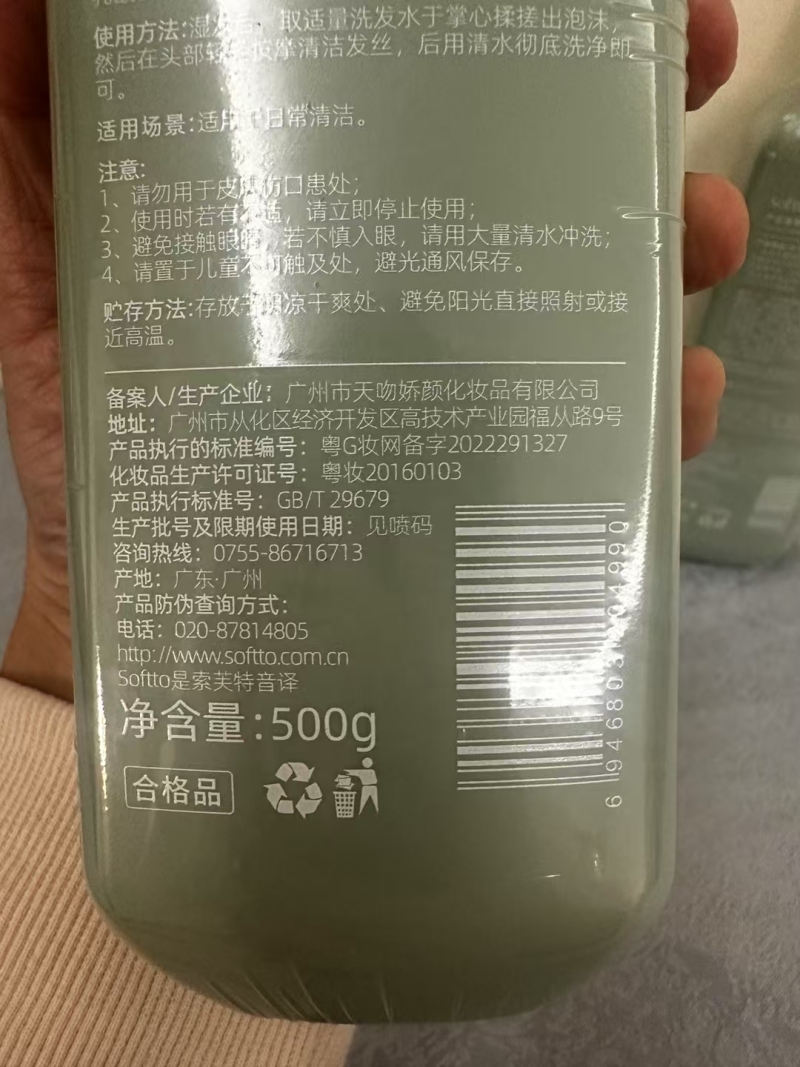 使用方法:湿发后，取适量洗发水于掌心揉搓出泡沫，
然后在头部轻轻按摩清洁发丝，后用清水彻底洗净即
可。
适用场景:适用于日常清洁。
注意:
1、请勿用于皮肤伤口患处；
2、使用时若有不适，请立即停止使用；
3、避免接触眼睛，若不慎入眼，请用大量清水冲洗；
4、请置于儿童不可触及处，避光通风保存。
贮存方法:存放于阴凉干爽处、避免阳光直接照射或接
近高温。
备案人/生产企业：广州市天吻娇颜化妆品有限公司
地址：广州市从化区经济开发区高技术产业园福从路9号
产品执行的标准编号：粤G妆网备字2022291327
化妆品生产许可证号：粤妆20160103
产品执行标准号：GB/T 29679
生产批号及限期使用日期：见喷码
咨询热线：0755-86716713
产地：广东·广州
产品防伪查询方式：
电话：020-87814805
http://www.softto.com.cn
Softto是索芙特音译
净含量:500g
合格品